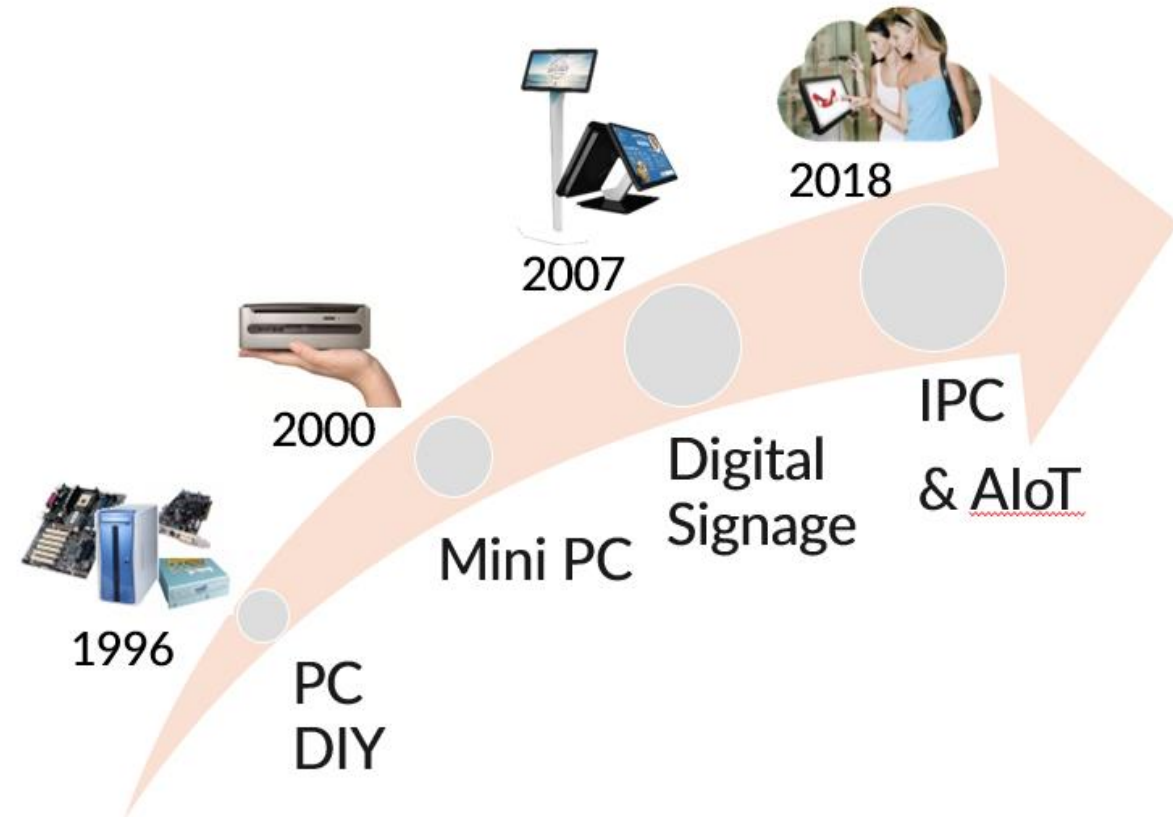 1996
PC
DIY
2000
Mini PC
2007
Digital
Signage
2018
IPC
& AIoT